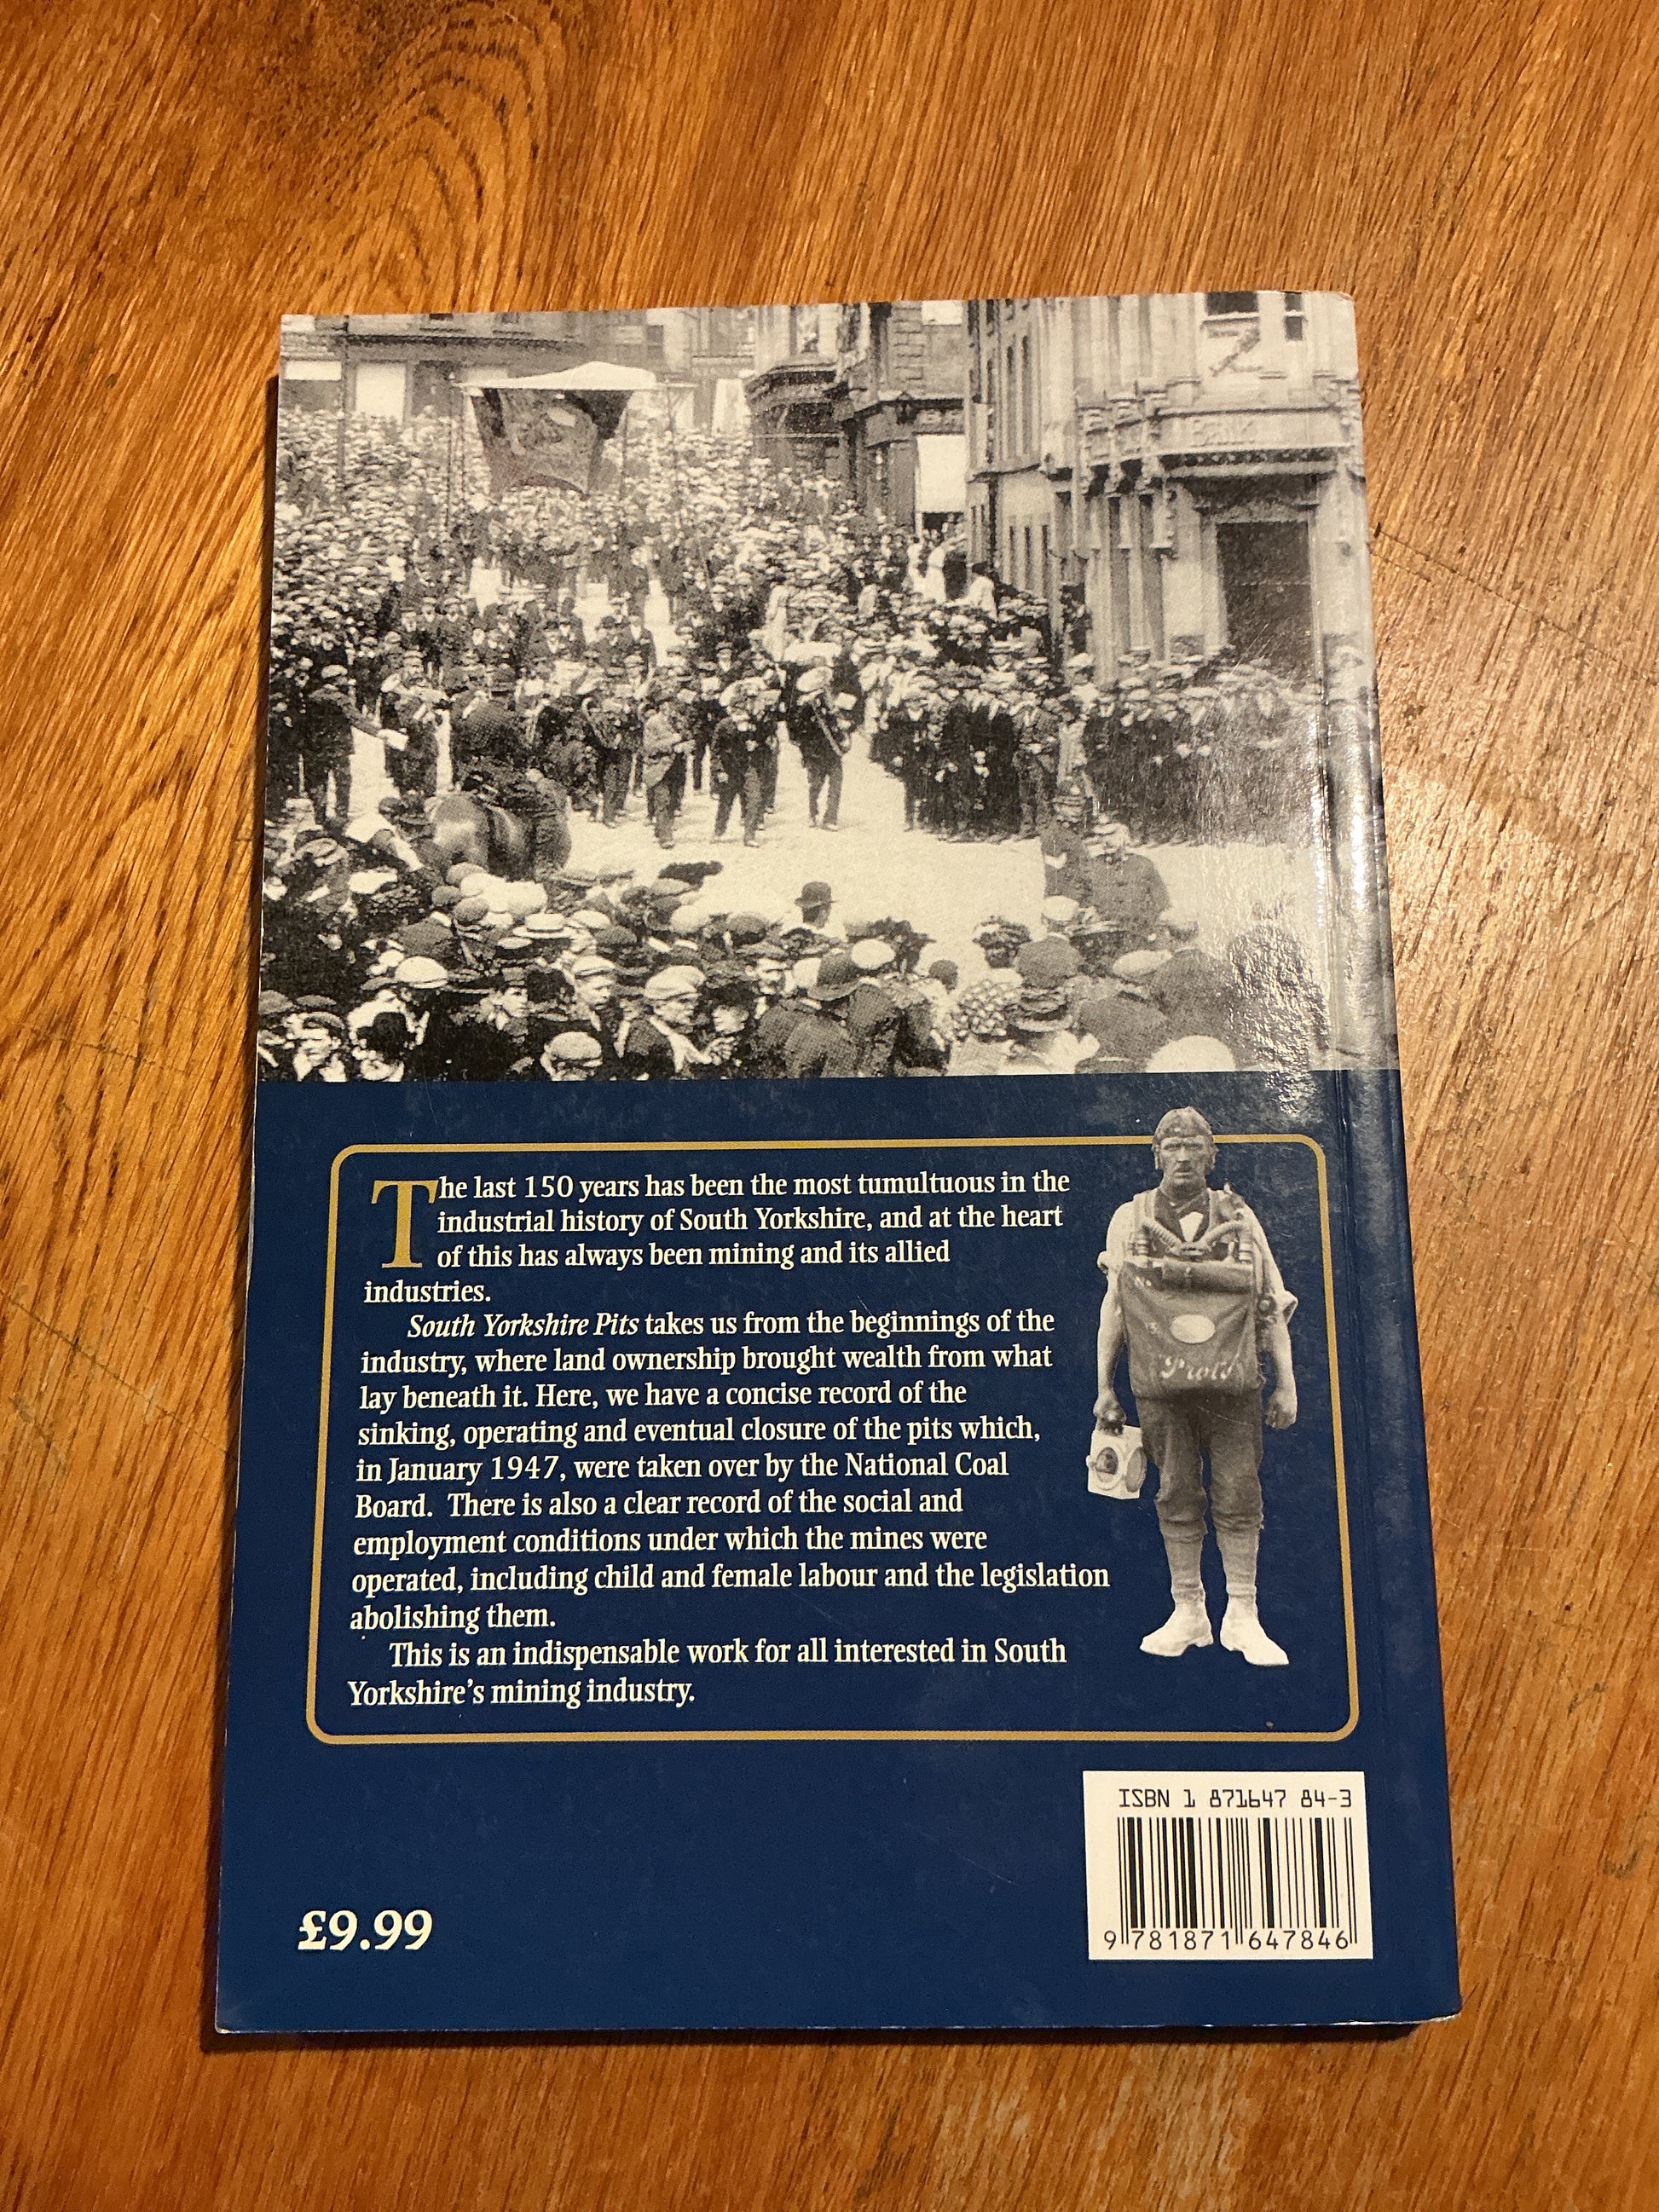 BANK
The last 150 years has been the most tumultuous in the
industrial history of South Yorkshire, and at the heart
of this has always been mining and its allied
industries.
South Yorkshire Pits takes us from the beginnings of the
industry, where land ownership brought wealth from what
lay beneath it. Here, we have a concise record of the
sinking, operating and eventual closure of the pits which,
in January 1947, were taken over by the National Coal
Board. There is also a clear record of the social and
employment conditions under which the mines were
operated, including child and female labour and the legislation
abolishing them.
This is an indispensable work for all interested in South
Yorkshire's mining industry.
£9.99
ISBN 1 871647 84-3
9 781871 647846